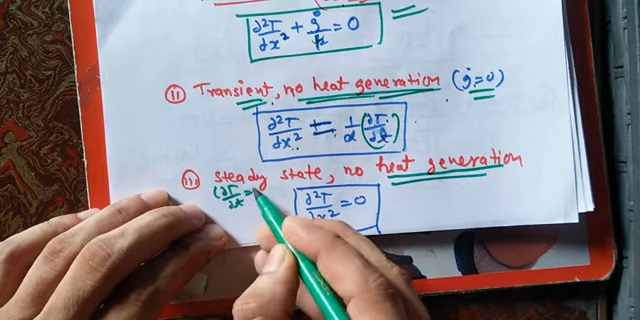 ∂²T/∂x² + ġ/k = 0
(ii) Transient, no heat generation (ġ=0)
∂²T/∂x² = 1/α (∂T/∂t)
(iii) steady state, no heat generation
(∂T/∂t =
∂²T/∂x² = 0